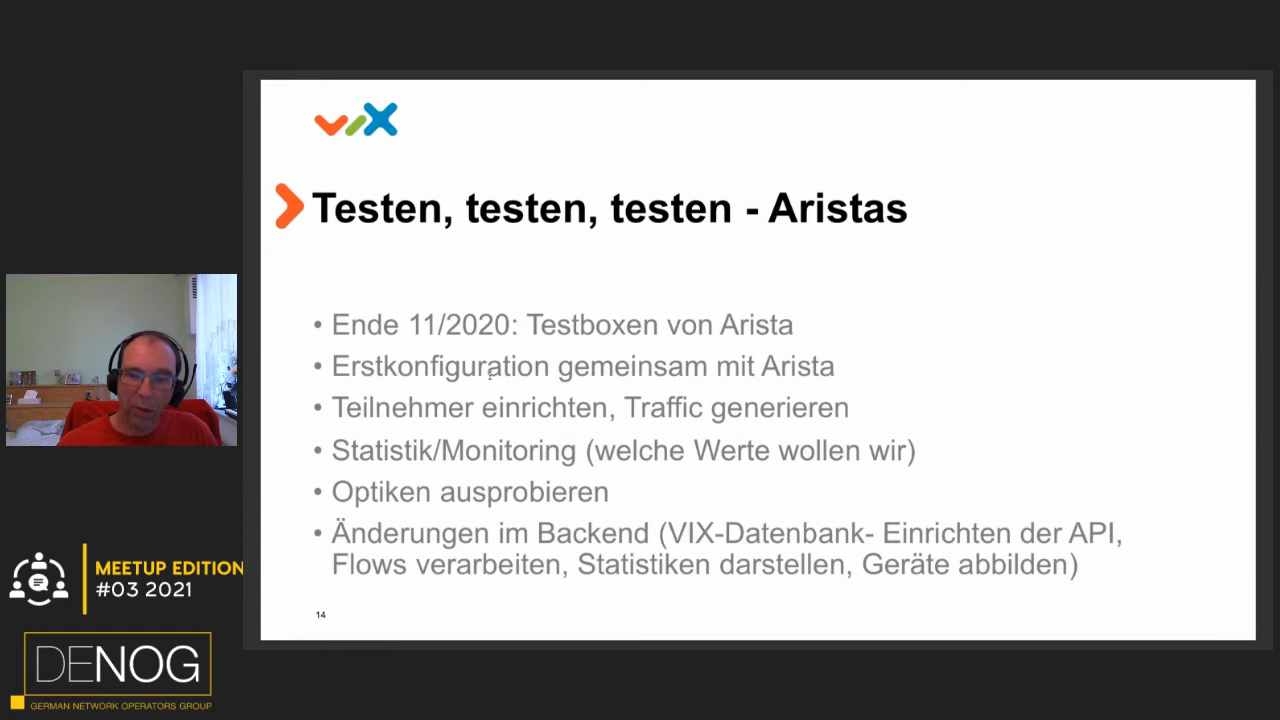 vix
Testen, testen, testen - Aristas
• Ende 11/2020: Testboxen von Arista
• Erstkonfiguration gemeinsam mit Arista
• Teilnehmer einrichten, Traffic generieren
• Statistik/Monitoring (welche Werte wollen wir)
• Optiken ausprobieren
• Änderungen im Backend (VIX-Datenbank- Einrichten der API,
Flows verarbeiten, Statistiken darstellen, Geräte abbilden)
14
MEETUP EDITION
#03 2021
DENOG
GERMAN NETWORK OPERATORS GROUP